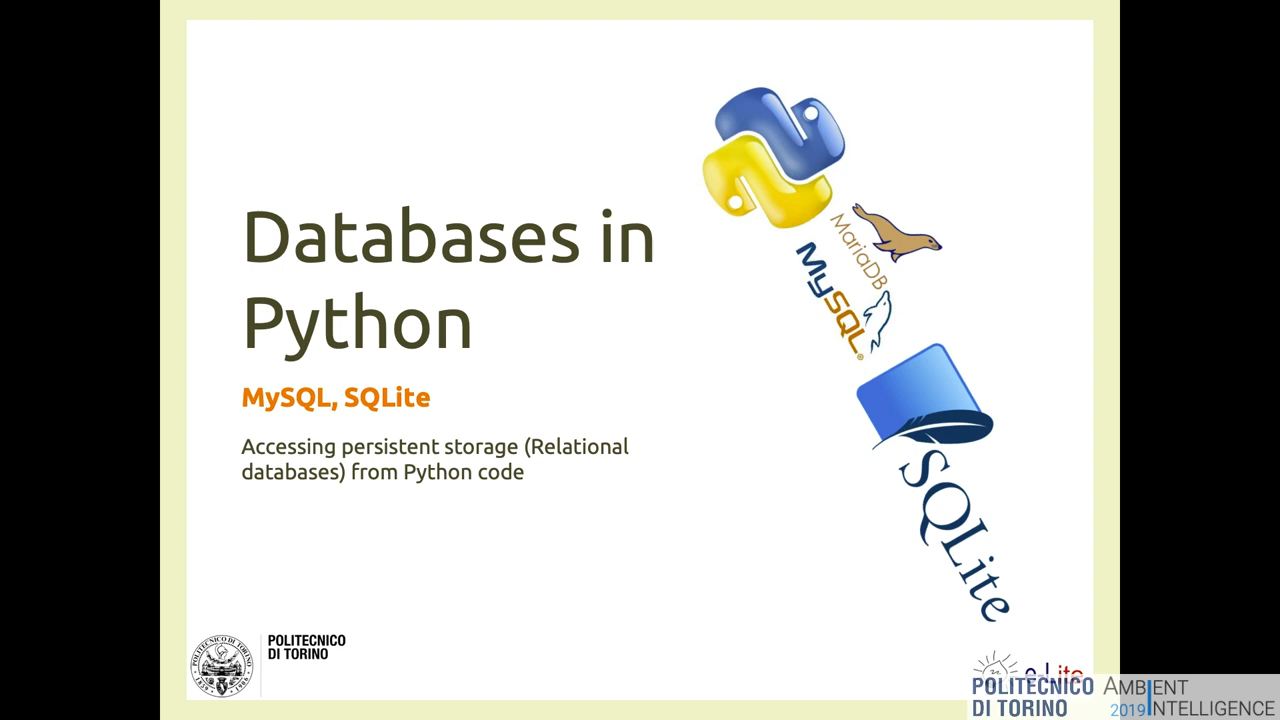 Databases in
Python
MySQL, SQLite
Accessing persistent storage (Relational
databases) from Python code
MariaDB
MySQL®
SQLite
POLITECNICO
DI TORINO
e-Lite
POLITECNICO
DI TORINO
AMBIENT
2019 INTELLIGENCE